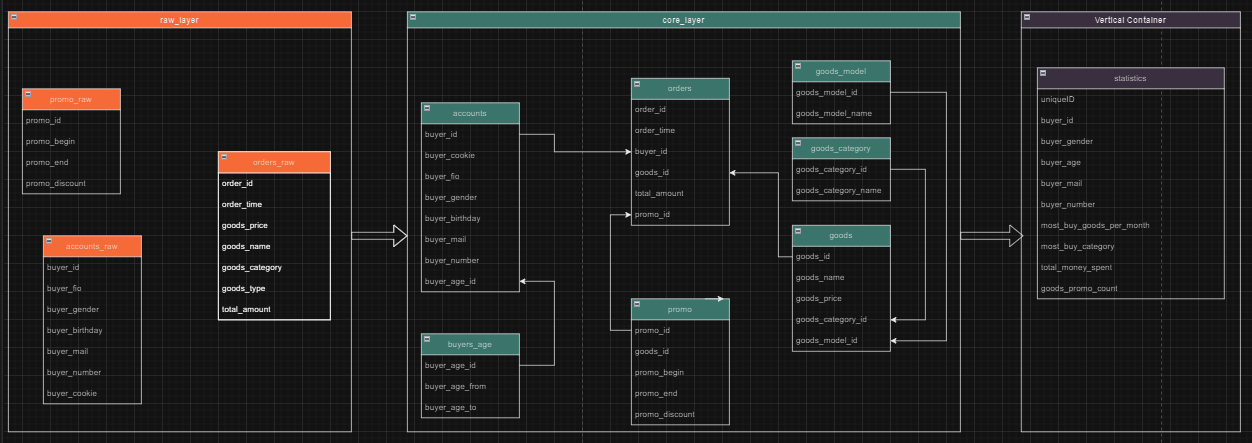 raw_layer
promo_raw
promo_id
promo_begin
promo_end
promo_discount
orders_raw
order_id
order_time
goods_price
goods_name
goods_category
goods_type
total_amount
accounts_raw
buyer_id
buyer_fio
buyer_gender
buyer_birthday
buyer_mail
buyer_number
buyer_cookie
core_layer
accounts
buyer_id
buyer_cookie
buyer_fio
buyer_gender
buyer_birthday
buyer_mail
buyer_number
buyer_age_id
buyers_age
buyer_age_id
buyer_age_from
buyer_age_to
orders
order_id
order_time
buyer_id
goods_id
total_amount
promo_id
promo
promo_id
goods_id
promo_begin
promo_end
promo_discount
goods_model
goods_model_id
goods_model_name
goods_category
goods_category_id
goods_category_name
goods
goods_id
goods_name
goods_price
goods_category_id
goods_model_id
Vertical Container
statistics
uniqueID
buyer_id
buyer_gender
buyer_age
buyer_mail
buyer_number
most_buy_goods_per_month
most_buy_category
total_money_spent
goods_promo_count